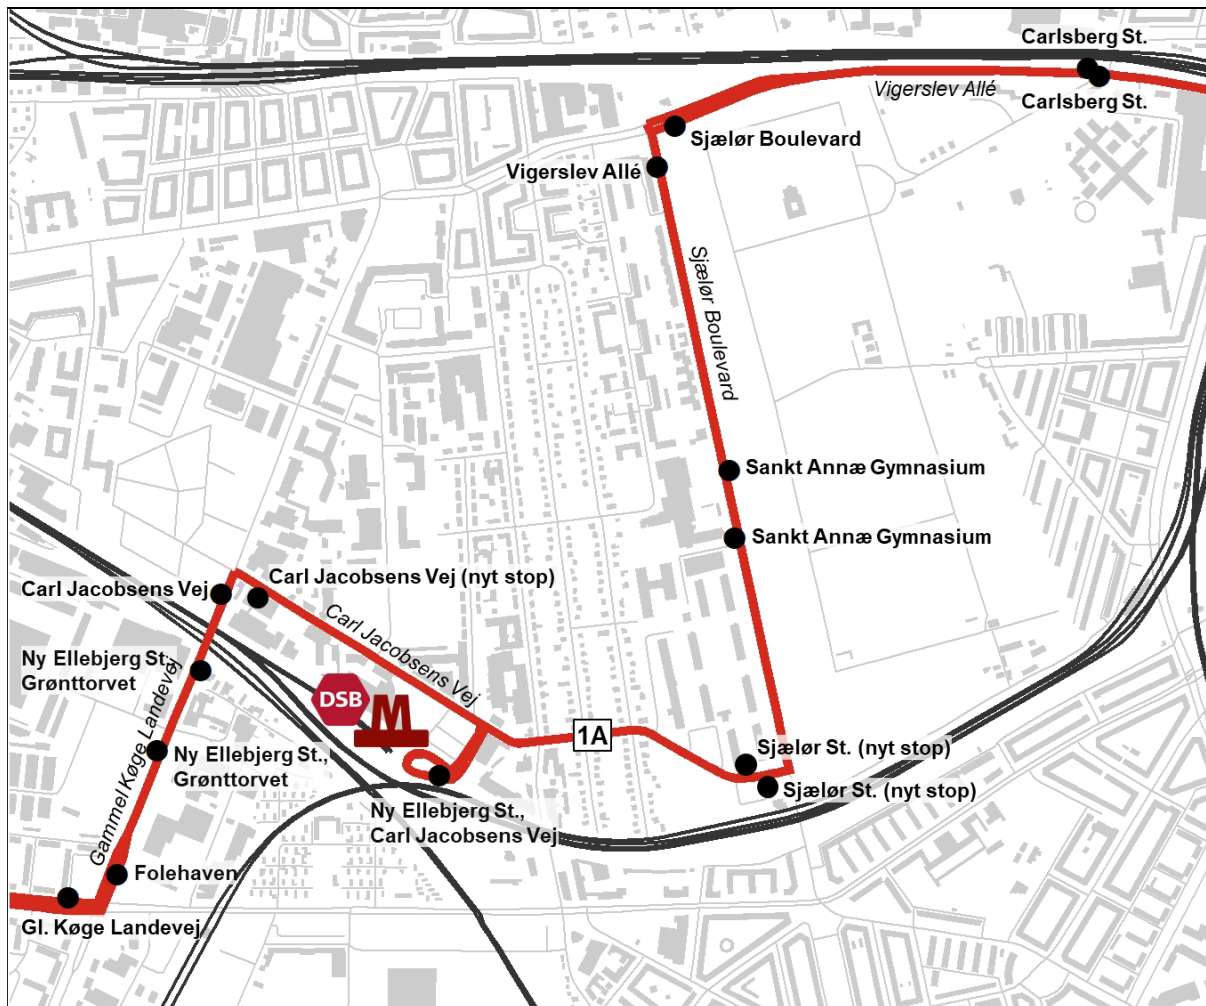 Carlsberg St.
Vigerslev Allé
Carlsberg St.
Sjælør Boulevard
Vigerslev Allé
Sjælør Boulevard
Sankt Annæ Gymnasium
Sankt Annæ Gymnasium
Carl Jacobsens Vej (nyt stop)
Carl Jacobsens Vej
Carl Jacobsens Vej
Ny Ellebjerg St.,
Grønttorvet
DSB
M
1A
Gammel Køge Landevej
Ny Ellebjerg St.,
Grønttorvet
Sjælør St. (nyt stop)
Sjælør St. (nyt stop)
Ny Ellebjerg St.,
Carl Jacobsens Vej
Folehaven
Gl. Køge Landevej